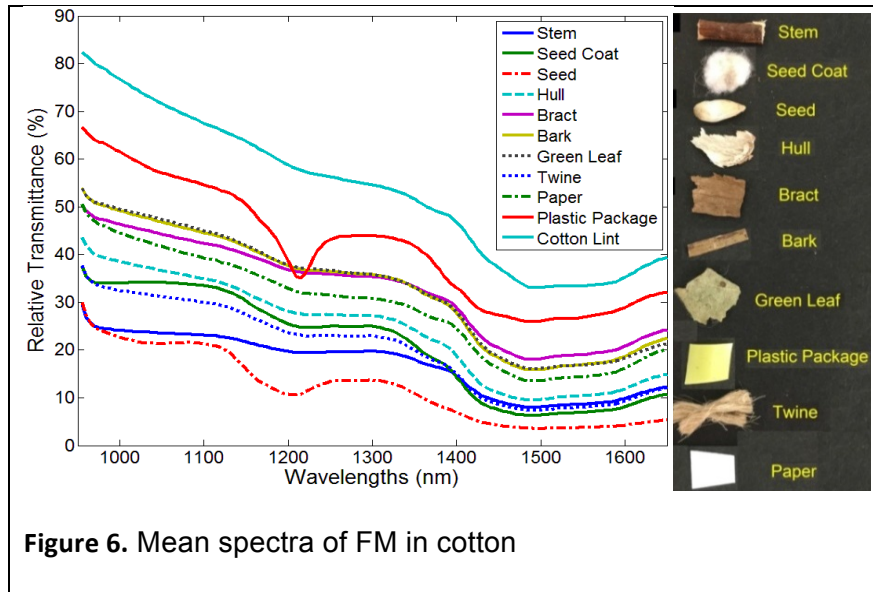 Relative Transmittance (%)
90
80
70
60
50
40
30
20
10
0
1000 1100 1200 1300 1400 1500 1600
Wavelengths (nm)
Stem
Seed Coat
Seed
Hull
Bract
Bark
Green Leaf
Twine
Paper
Plastic Package
Cotton Lint
Stem
Seed Coat
Seed
Hull
Bract
Bark
Green Leaf
Plastic Package
Twine
Paper
Figure 6. Mean spectra of FM in cotton